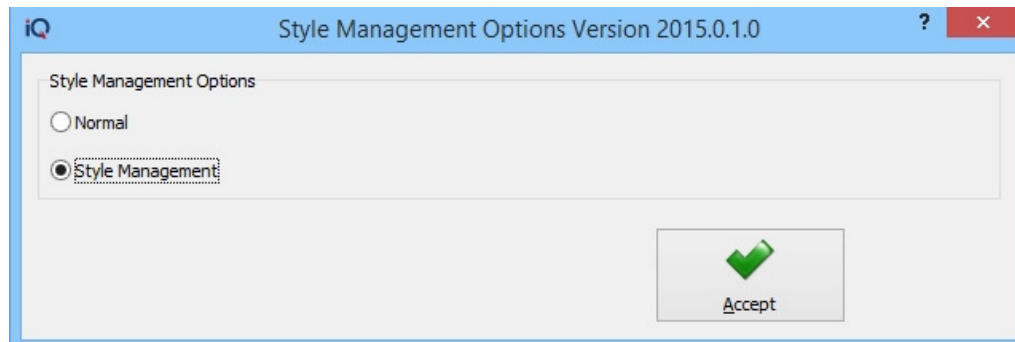 iQ
Style Management Options Version 2015.0.1.0
?
Style Management Options
Normal
Style Management
Accept